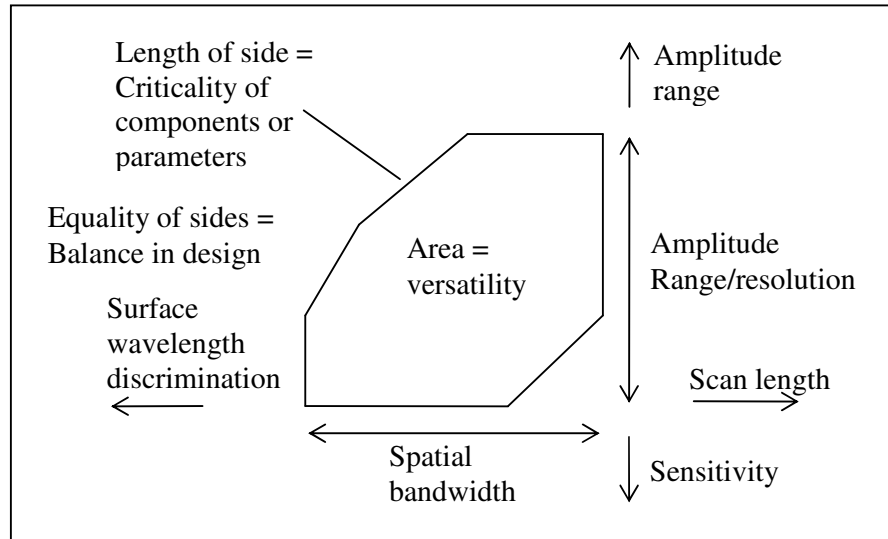 Length of side =
Criticality of
components or
parameters
Amplitude
range
Equality of sides =
Balance in design
Area =
versatility
Amplitude
Range/resolution
Surface
wavelength
discrimination
Scan length
Spatial
bandwidth
Sensitivity